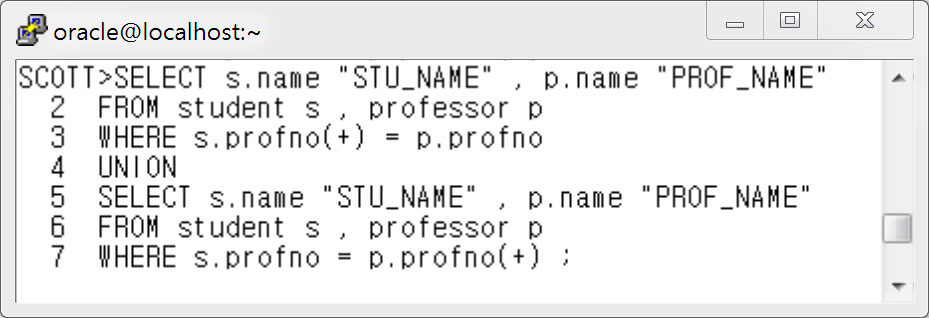 oracle@localhost:~
SCOTT>SELECT s.name "STU_NAME" , p.name "PROF_NAME"
2 FROM student s , professor p
3 WHERE s.profno(+) = p.profno
4 UNION
5 SELECT s.name "STU_NAME" , p.name "PROF_NAME"
6 FROM student s , professor p
7 WHERE s.profno = p.profno(+) ;